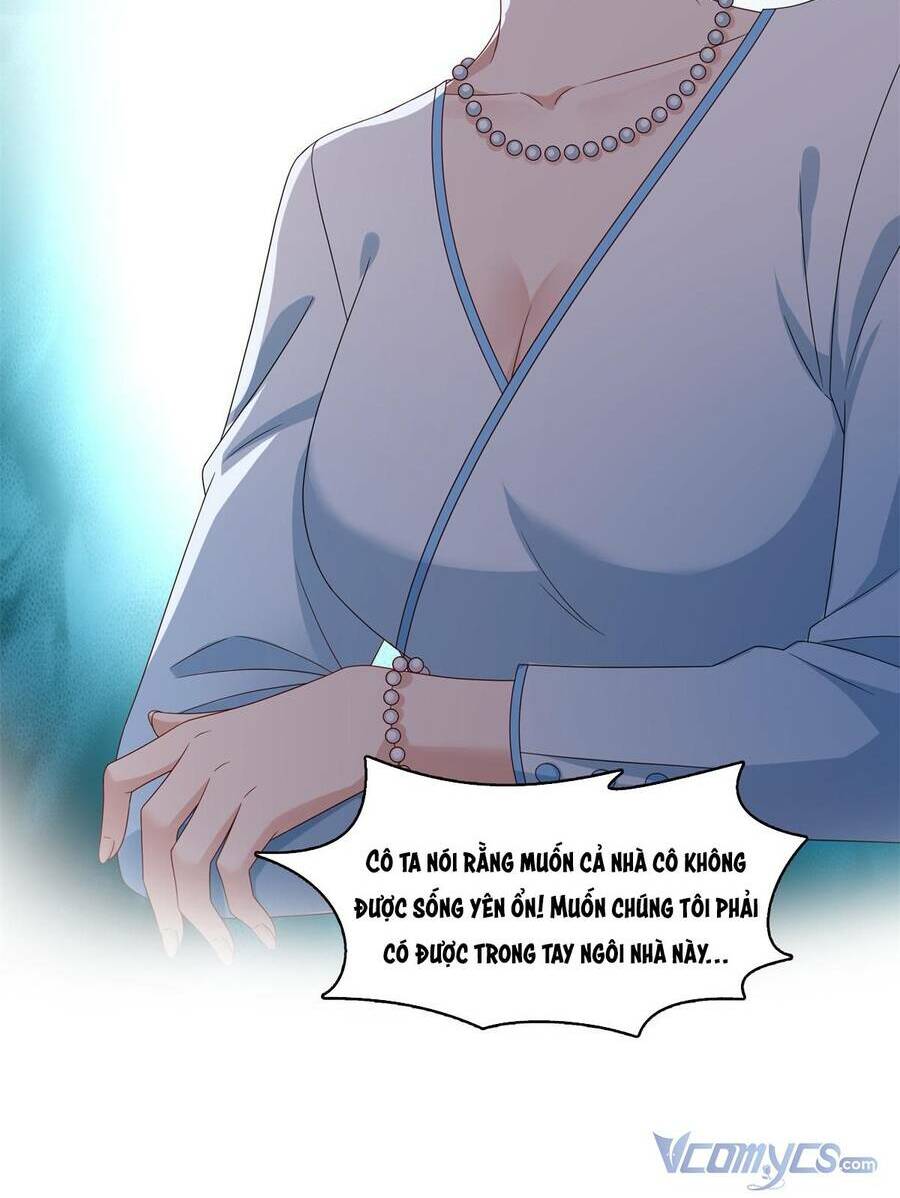 CÔ TA NÓI RẰNG MUỐN CẢ NHÀ CÔ KHÔNG
ĐƯỢC SỐNG YÊN ỔN! MUỐN CHÚNG TÔI PHẢI
CÓ ĐƯỢC TRONG TAY NGÔI NHÀ NÀY...
VCOMYCS.com